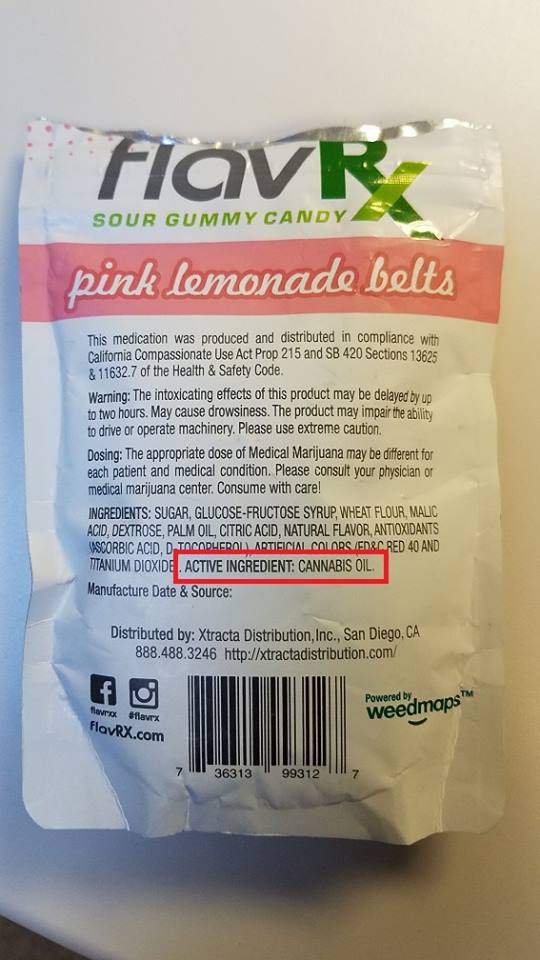 flavRx
SOUR GUMMY CANDY
pink lemonade belts
This medication was produced and distributed in compliance with
California Compassionate Use Act Prop 215 and SB 420 Sections 13625
& 11632.7 of the Health & Safety Code.
Warning: The intoxicating effects of this product may be delayed by up
to two hours. May cause drowsiness. The product may impair the ability
to drive or operate machinery. Please use extreme caution.
Dosing: The appropriate dose of Medical Marijuana may be different for
each patient and medical condition. Please consult your physician or
medical marijuana center. Consume with care!
INGREDIENTS: SUGAR, GLUCOSE-FRUCTOSE SYRUP, WHEAT FLOUR, MALIC
ACID, DEXTROSE, PALM OIL, CITRIC ACID, NATURAL FLAVOR, ANTIOXIDANTS
(ASCORBIC ACID, D-TOCOPHEROL), ARTIFICIAL COLORS (FD&C RED 40 AND
TITANIUM DIOXIDE), ACTIVE INGREDIENT: CANNABIS OIL.
Manufacture Date & Source:
Distributed by: Xtracta Distribution, Inc., San Diego, CA
888.488.3246 http://xtractadistribution.com/
flavrxx #flavrx
flavRX.com
Powered by
weedmaps™
7 36313 99312 7